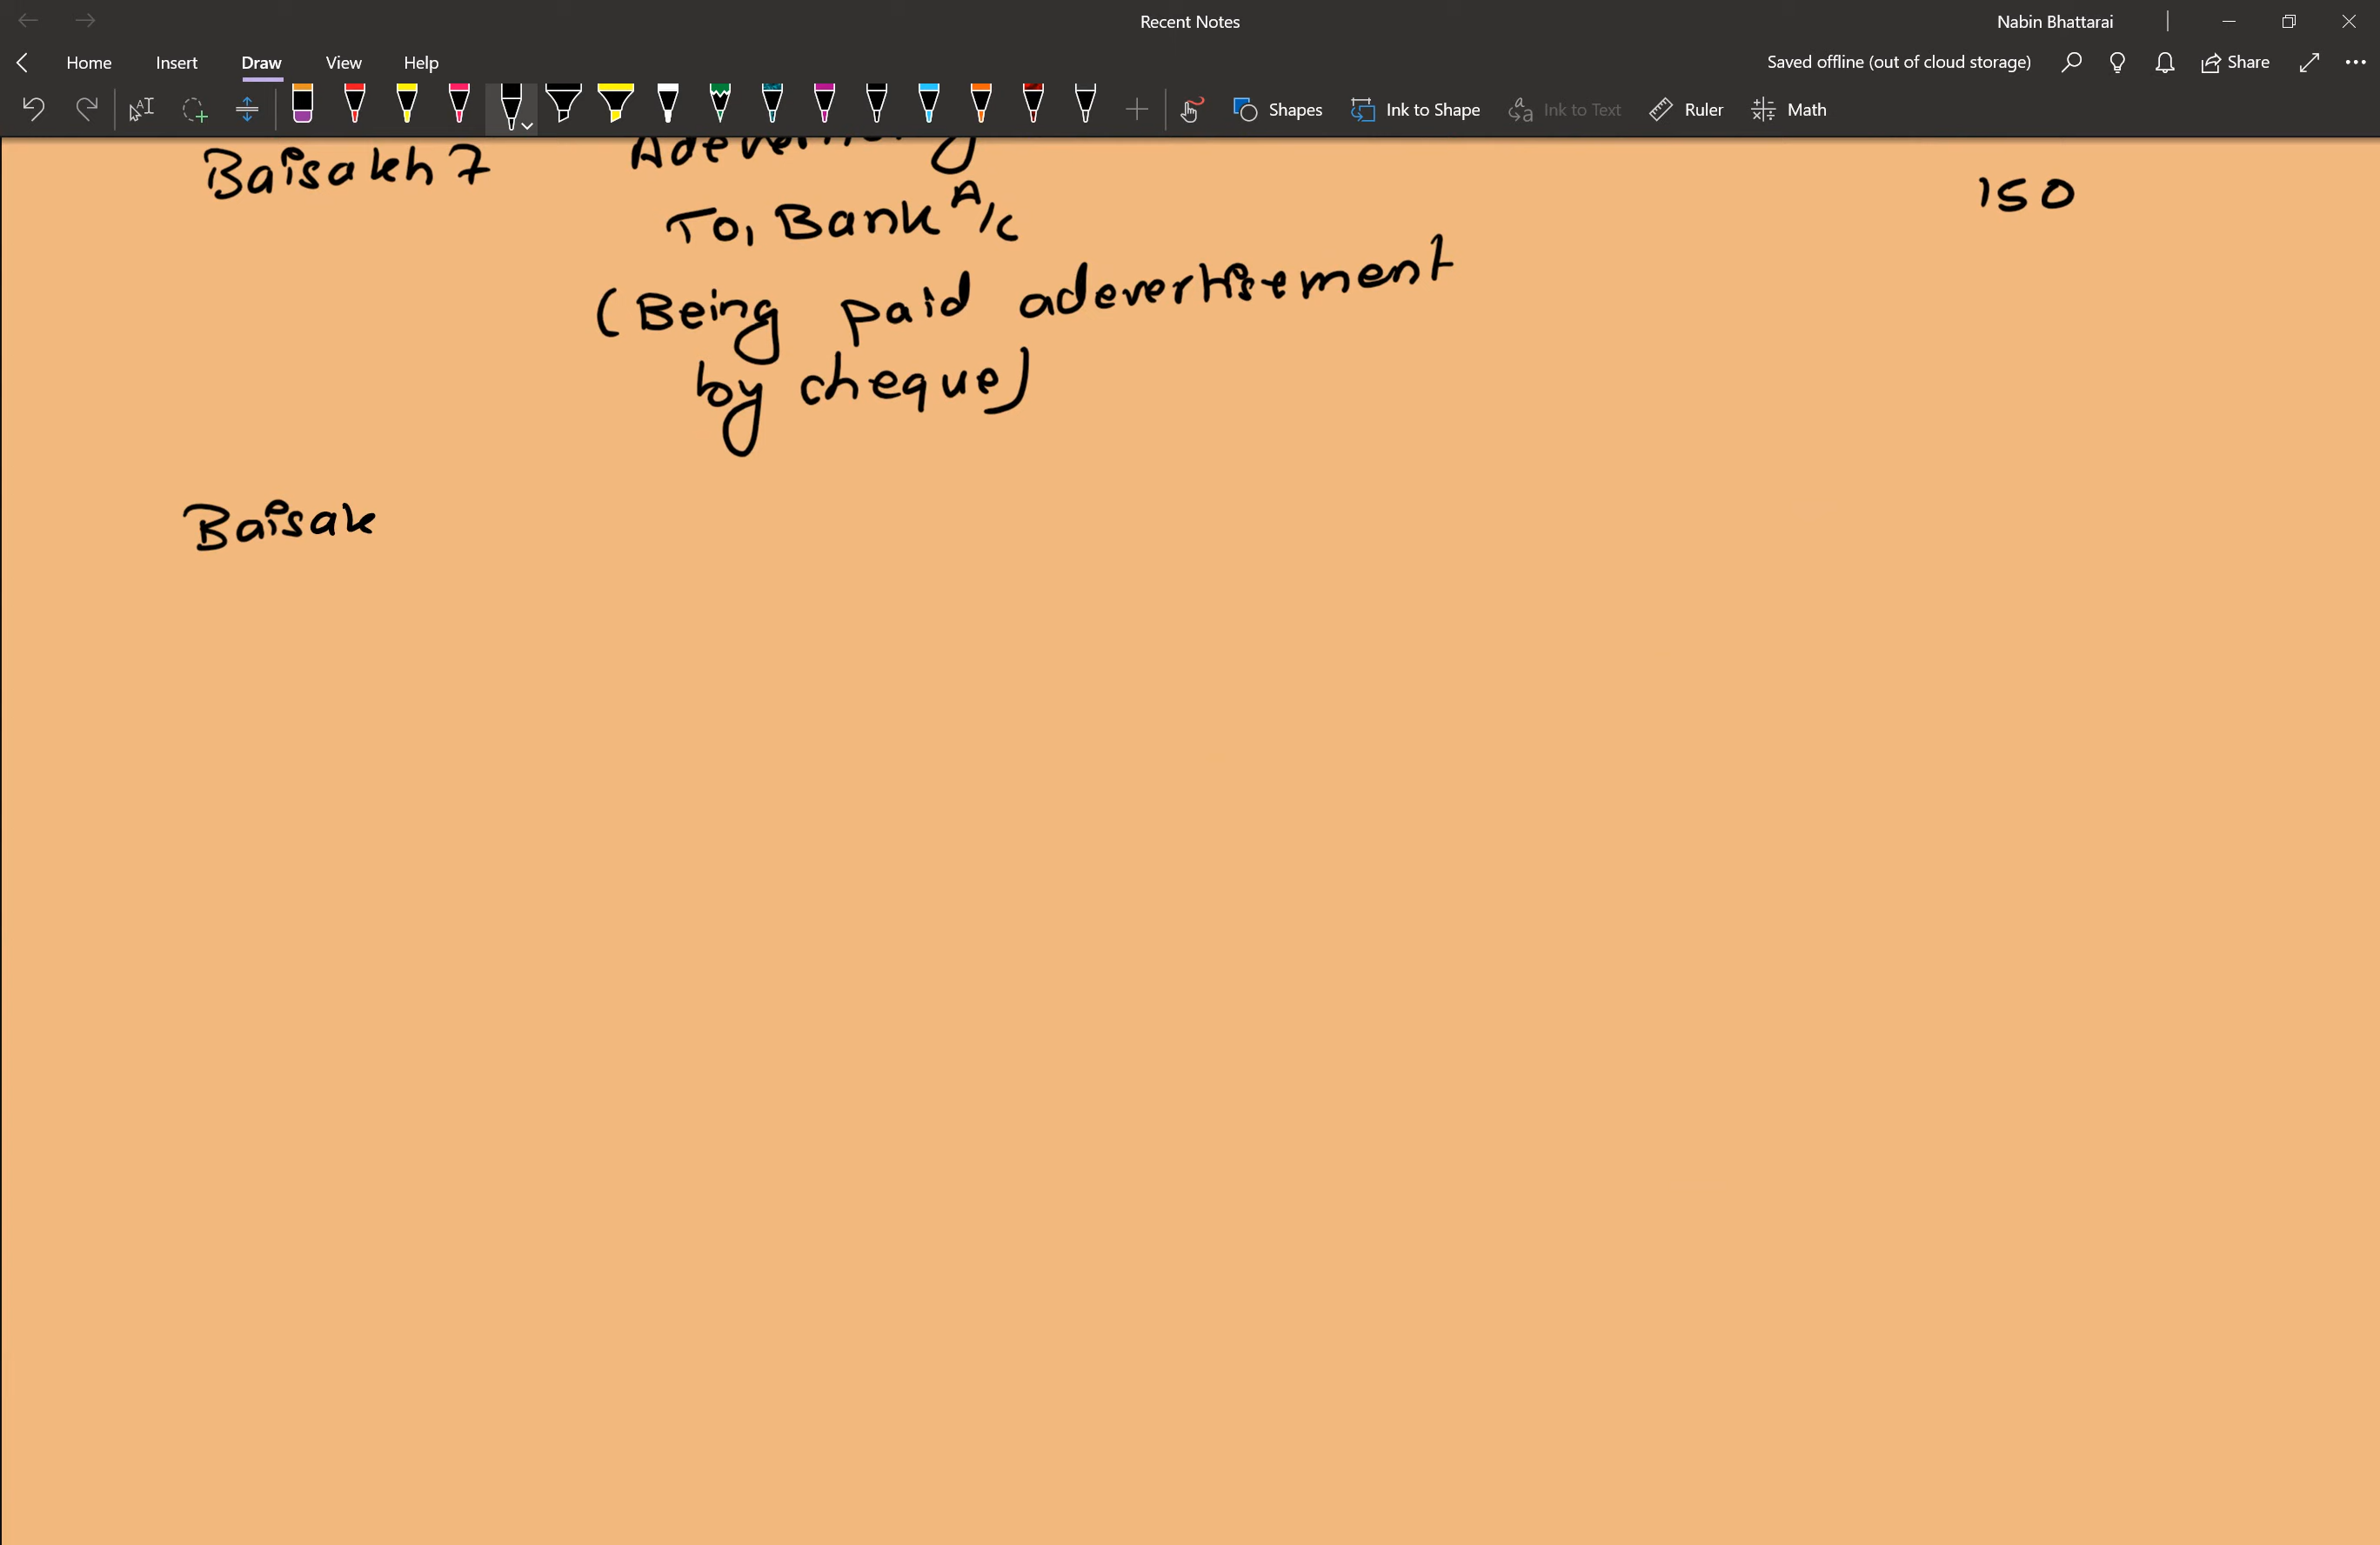 Recent Notes
Nabin Bhattarai
Home Insert Draw View Help
Saved offline (out of cloud storage)
Share
Shapes
Ink to Shape
Ink to Text
Ruler
Math
Baisakh 7
150
To, Bank A/c
(Being paid adevertisement
by cheque)
Baisak